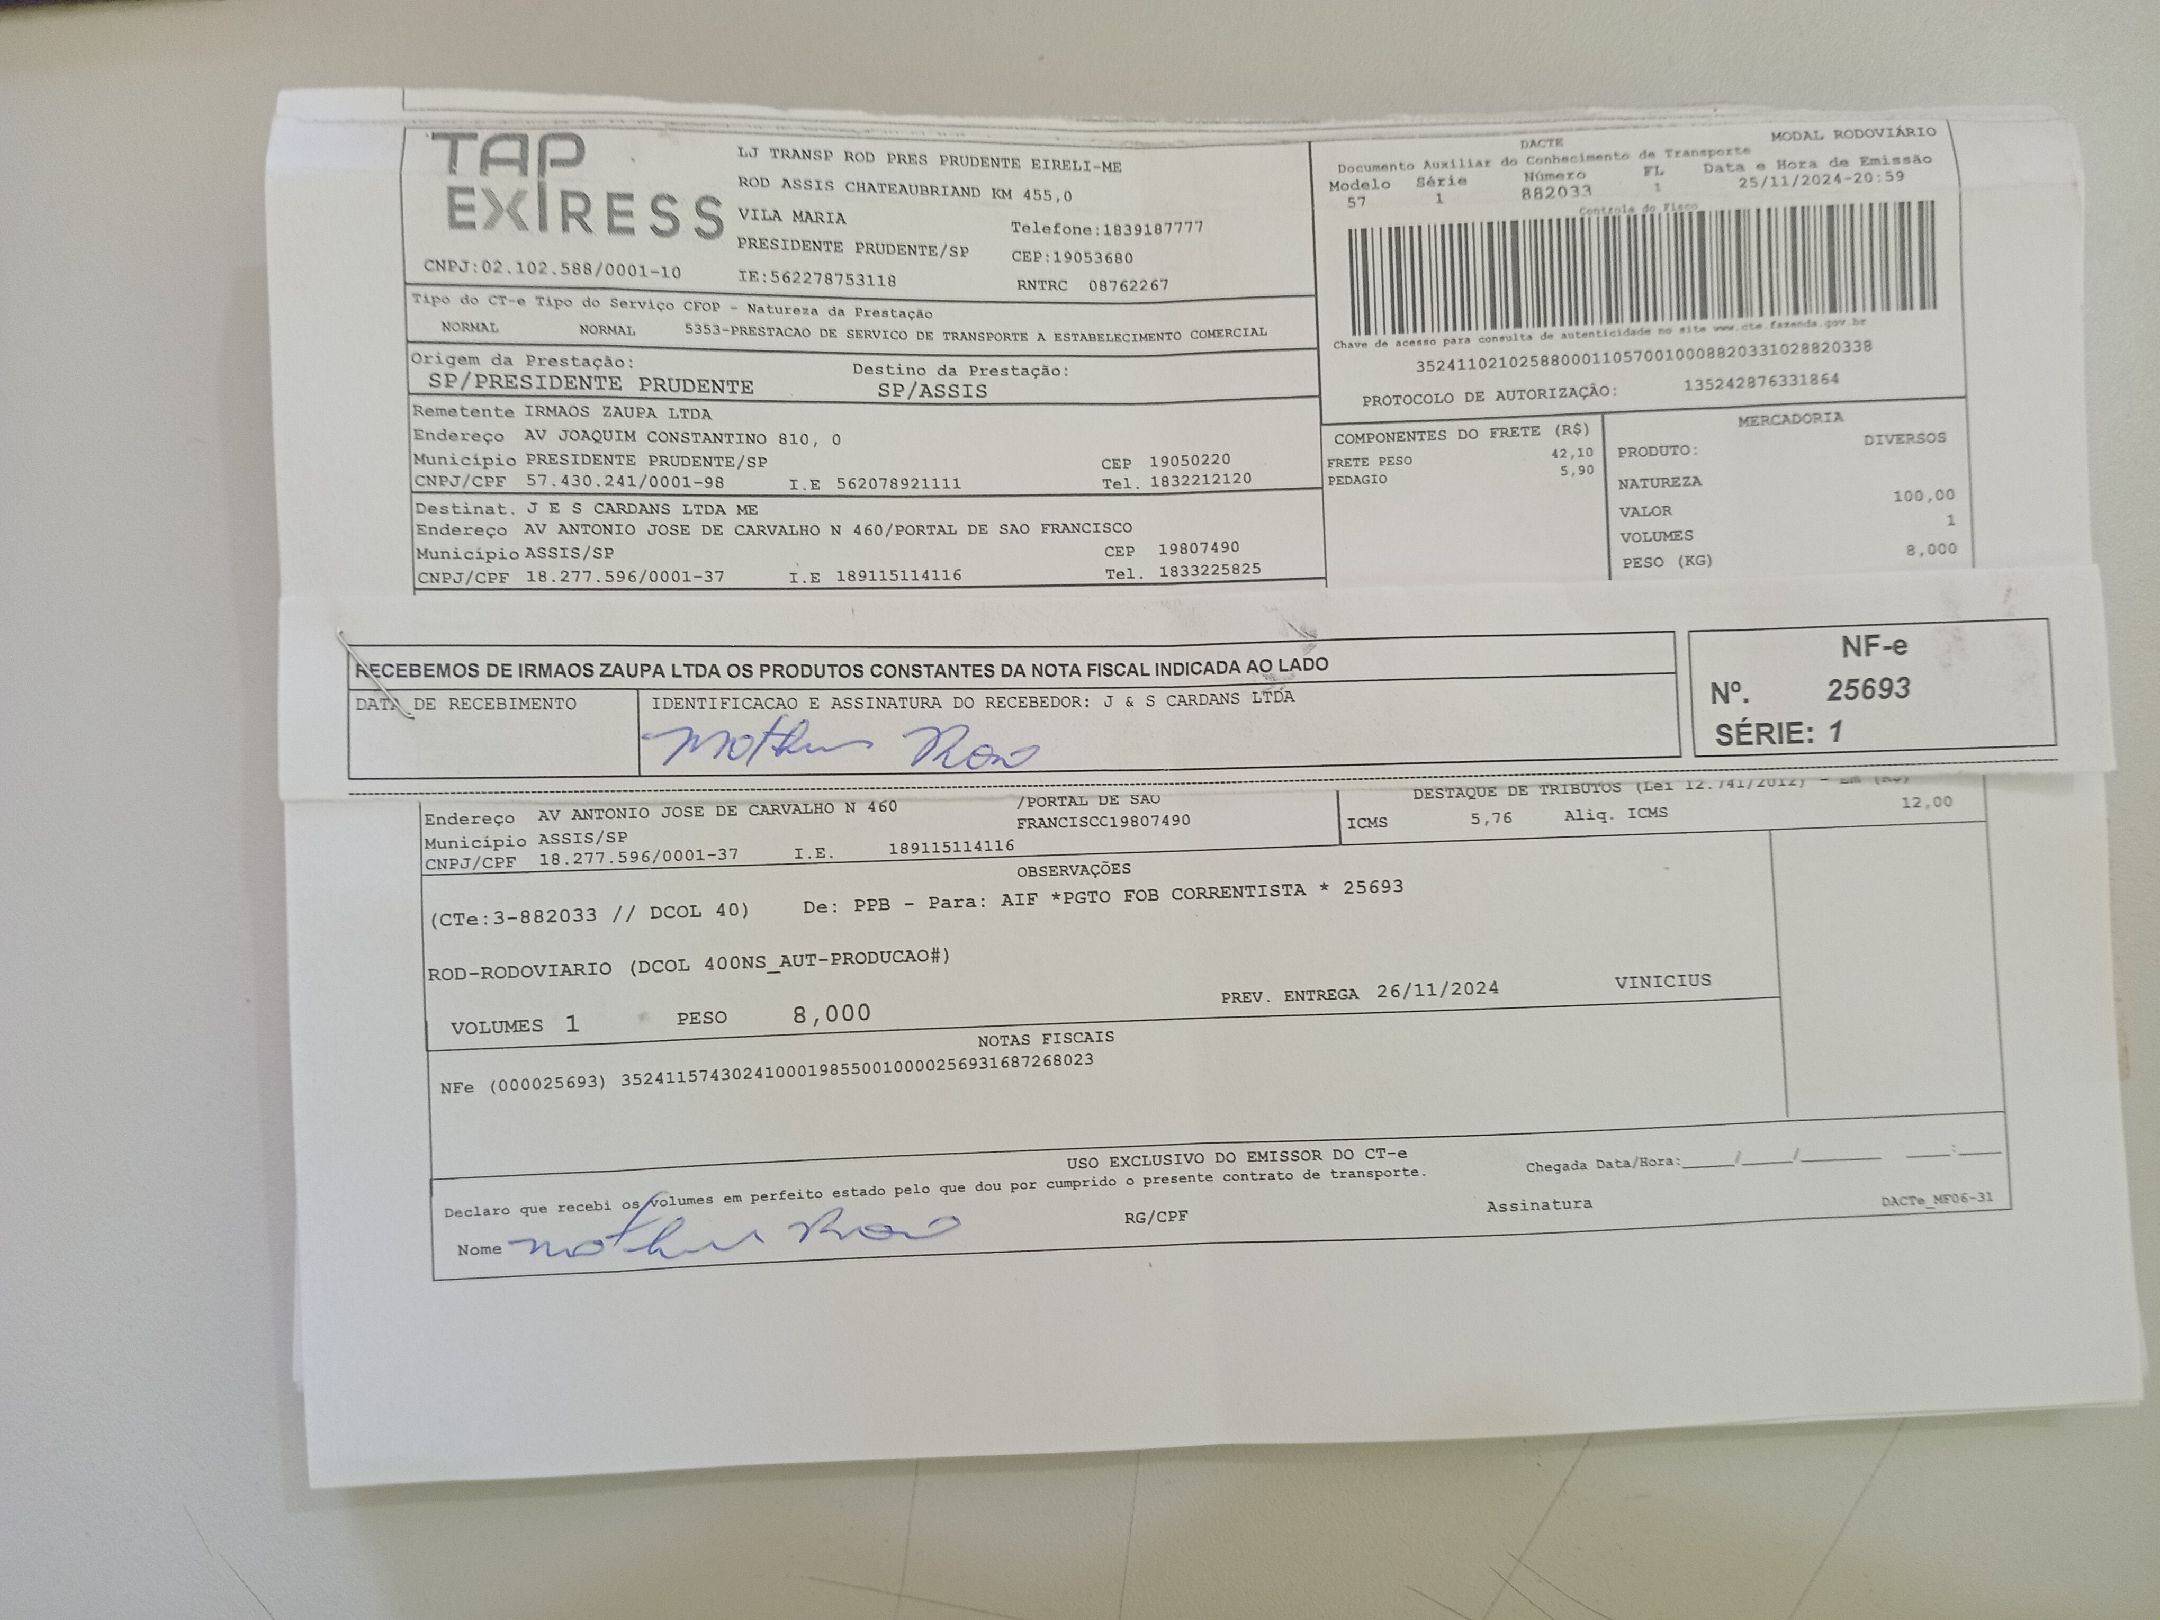 TAP
EXPRESS
CNPJ:02.102.588/0001-10
LJ TRANSP ROD PRES PRUDENTE EIRELI-ME
ROD ASSIS CHATEAUBRIAND KM 455,0
VILA MARIA Telefone:1839187777
PRESIDENTE PRUDENTE/SP CEP:19053680
IE:562278753118 RNTRC 08762267
DACTE MODAL RODOVIÁRIO
Documento Auxiliar do Conhecimento de Transporte
Modelo Série Número FL Data e Hora de Emissão
57 1 882033 1 25/11/2024-20:59
Controle do Fisco
Chave de acesso para consulta de autenticidade no site www.cte.fazenda.gov.br
35241102102588000110570010008820331028820338
PROTOCOLO DE AUTORIZAÇÃO: 135242876331864
Tipo do CT-e Tipo do Serviço CFOP - Natureza da Prestação
NORMAL NORMAL 5353-PRESTACAO DE SERVICO DE TRANSPORTE A ESTABELECIMENTO COMERCIAL
Origem da Prestação: Destino da Prestação:
SP/PRESIDENTE PRUDENTE SP/ASSIS
Remetente IRMAOS ZAUPA LTDA
Endereço AV JOAQUIM CONSTANTINO 810, 0
Município PRESIDENTE PRUDENTE/SP CEP 19050220
CNPJ/CPF 57.430.241/0001-98 I.E 562078921111 Tel. 1832212120
Destinat. J E S CARDANS LTDA ME
Endereço AV ANTONIO JOSE DE CARVALHO N 460/PORTAL DE SAO FRANCISCO
Município ASSIS/SP CEP 19807490
CNPJ/CPF 18.277.596/0001-37 I.E 189115114116 Tel. 1833225825
COMPONENTES DO FRETE (R$)
FRETE PESO 42,10
PEDAGIO 5,90
MERCADORIA
PRODUTO: DIVERSOS
NATUREZA
VALOR 100,00
VOLUMES 1
PESO (KG) 8,000
RECEBEMOS DE IRMAOS ZAUPA LTDA OS PRODUTOS CONSTANTES DA NOTA FISCAL INDICADA AO LADO
DATA DE RECEBIMENTO IDENTIFICACAO E ASSINATURA DO RECEBEDOR: J & S CARDANS LTDA
NF-e
Nº. 25693
SÉRIE: 1
Endereço AV ANTONIO JOSE DE CARVALHO N 460 /PORTAL DE SAO
FRANCISCC19807490
Município ASSIS/SP
CNPJ/CPF 18.277.596/0001-37 I.E. 189115114116
DESTAQUE DE TRIBUTOS (Lei 12.741/2012) - Em (R$)
ICMS 5,76 Aliq. ICMS 12,00
OBSERVAÇÕES
(CTe:3-882033 // DCOL 40) De: PPB - Para: AIF *PGTO FOB CORRENTISTA * 25693
ROD-RODOVIARIO (DCOL 400NS_AUT-PRODUCAO#)
VOLUMES 1 PESO 8,000 PREV. ENTREGA 26/11/2024 VINICIUS
NOTAS FISCAIS
NFe (000025693) 35241157430241000198550010000256931687268023
USO EXCLUSIVO DO EMISSOR DO CT-e
Declaro que recebi os volumes em perfeito estado pelo que dou por cumprido o presente contrato de transporte.
Chegada Data/Hora:_____/_____/________ ____:____
Nome RG/CPF Assinatura DACTe_MF06-31